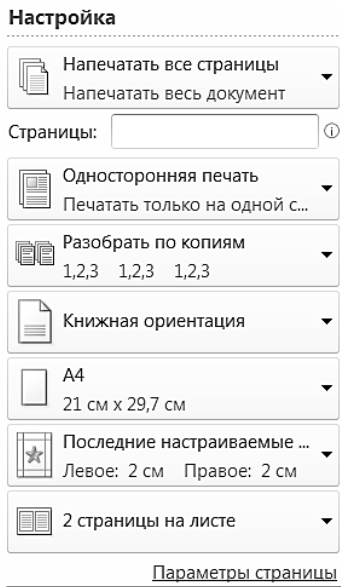 Настройка
Напечатать все страницы
Напечатать весь документ
Страницы:
Односторонняя печать
Печатать только на одной с...
Разобрать по копиям
1,2,3 1,2,3 1,2,3
Книжная ориентация
A4
21 см x 29,7 см
Последние настраиваемые ...
Левое: 2 см Правое: 2 см
2 страницы на листе
Параметры страницы